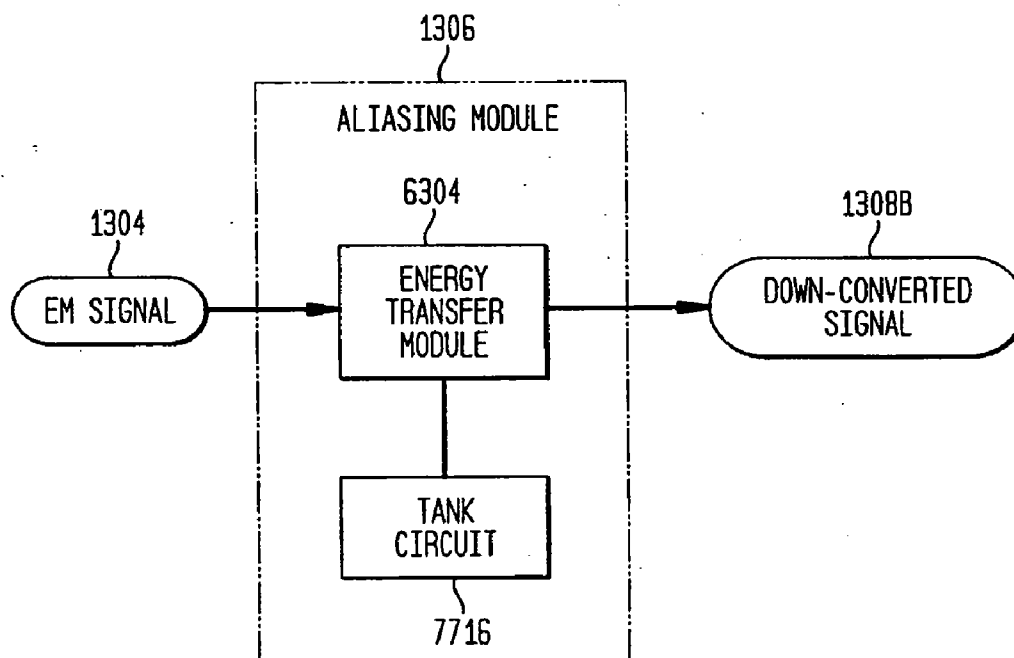 1306
ALIASING MODULE
6304
1304
1308B
EM SIGNAL
ENERGY
TRANSFER
MODULE
DOWN-CONVERTED
SIGNAL
TANK
CIRCUIT
7716